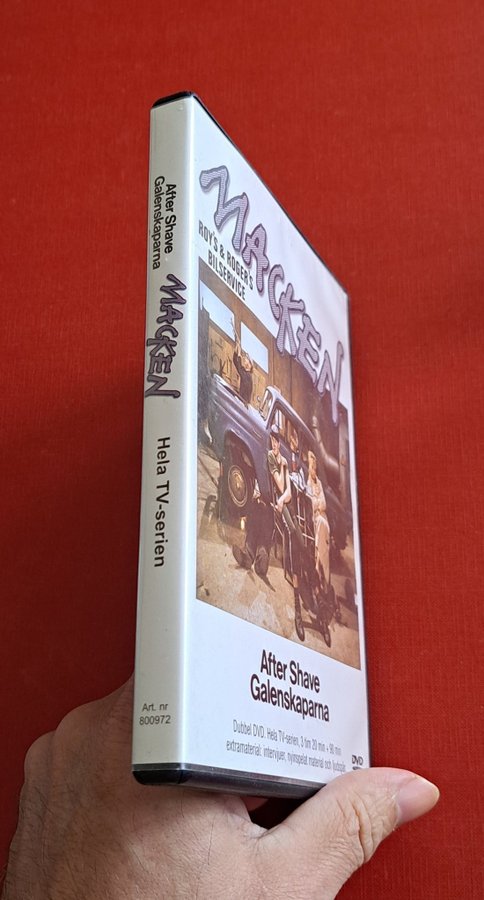 After Shave
Galenskaparna
MACKEN
Hela TV-serien
Art. nr
800972
MACKEN
ROY'S & ROGER'S
BILSERVICE
After Shave
Galenskaparna
Dubbel DVD. Hela TV-serien, 3 tim 20 min + 90 min
extramaterial: intervjuer, nyinspelat material och ljudspår
DVD